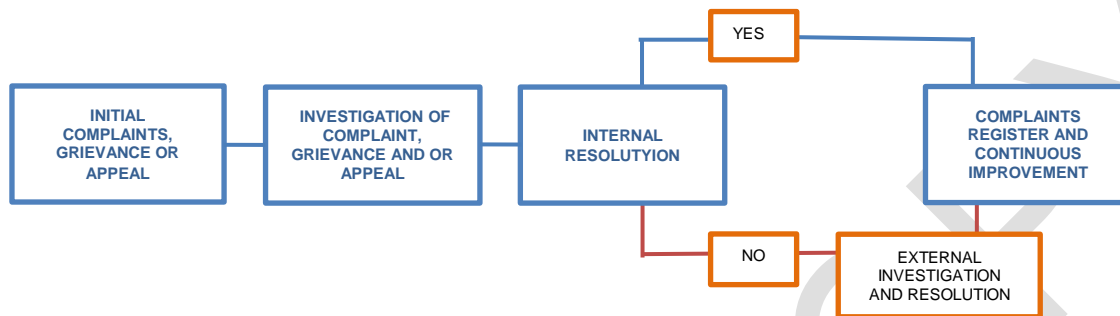 YES
INITIAL
COMPLAINTS,
GRIEVANCE OR
APPEAL
INVESTIGATION OF
COMPLAINT,
GRIEVANCE AND OR
APPEAL
INTERNAL
RESOLUTYION
COMPLAINTS
REGISTER AND
CONTINUOUS
IMPROVEMENT
NO
EXTERNAL
INVESTIGATION
AND RESOLUTION